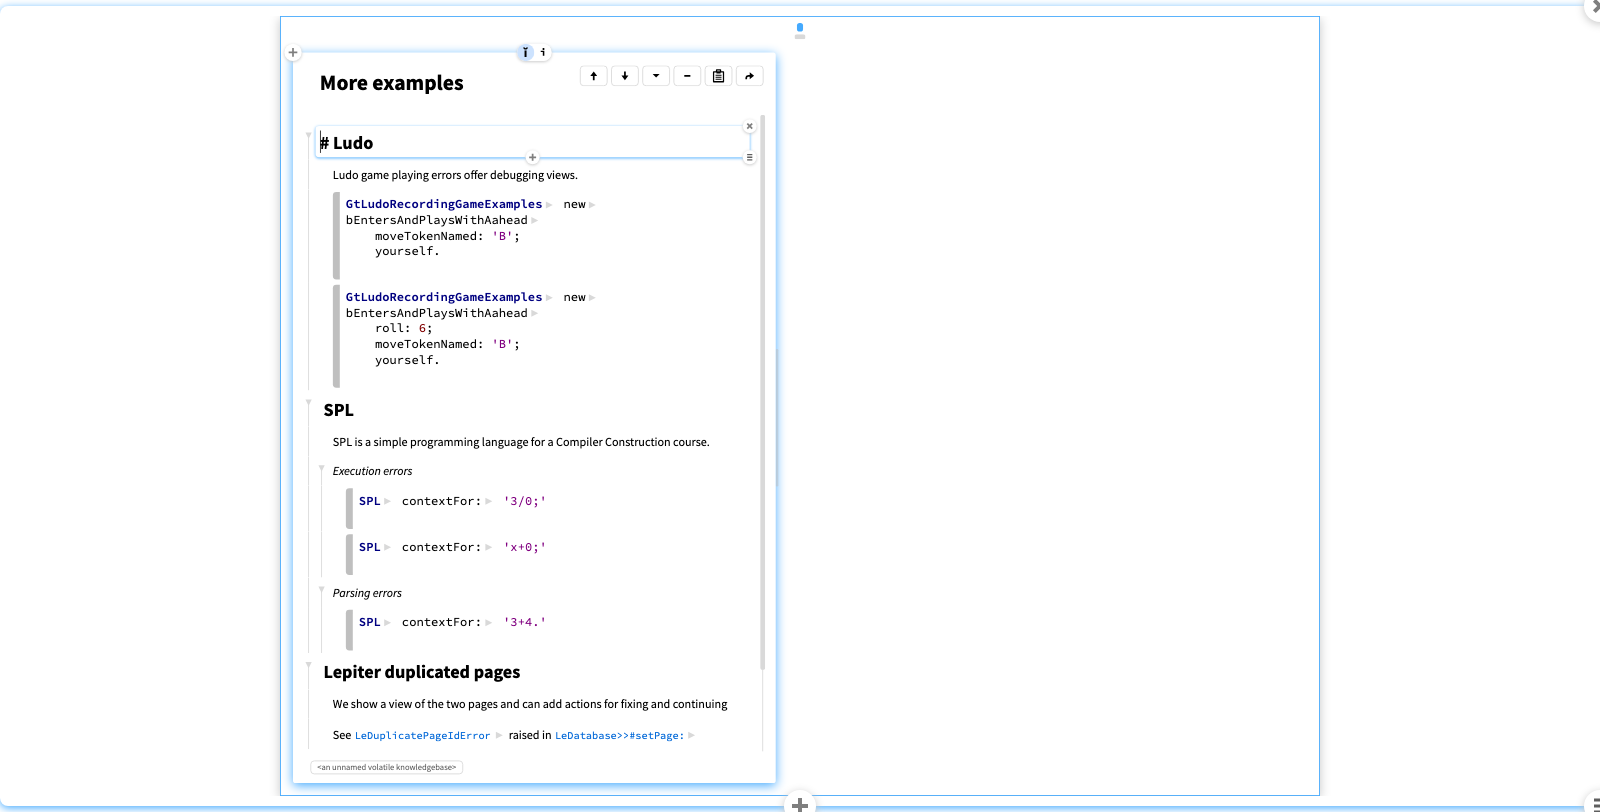 More examples
# Ludo
Ludo game playing errors offer debugging views.
GtLudoRecordingGameExamples new
bEntersAndPlaysWithAahead
moveTokenNamed: 'B';
yourself.
GtLudoRecordingGameExamples new
bEntersAndPlaysWithAahead
roll: 6;
moveTokenNamed: 'B';
yourself.
SPL
SPL is a simple programming language for a Compiler Construction course.
Execution errors
SPL contextFor: '3/0;'
SPL contextFor: 'x+0;'
Parsing errors
SPL contextFor: '3+4.'
Lepiter duplicated pages
We show a view of the two pages and can add actions for fixing and continuing
See LeDuplicatePageIdError raised in LeDatabase>>#setPage:
<an unnamed volatile knowledgebase>